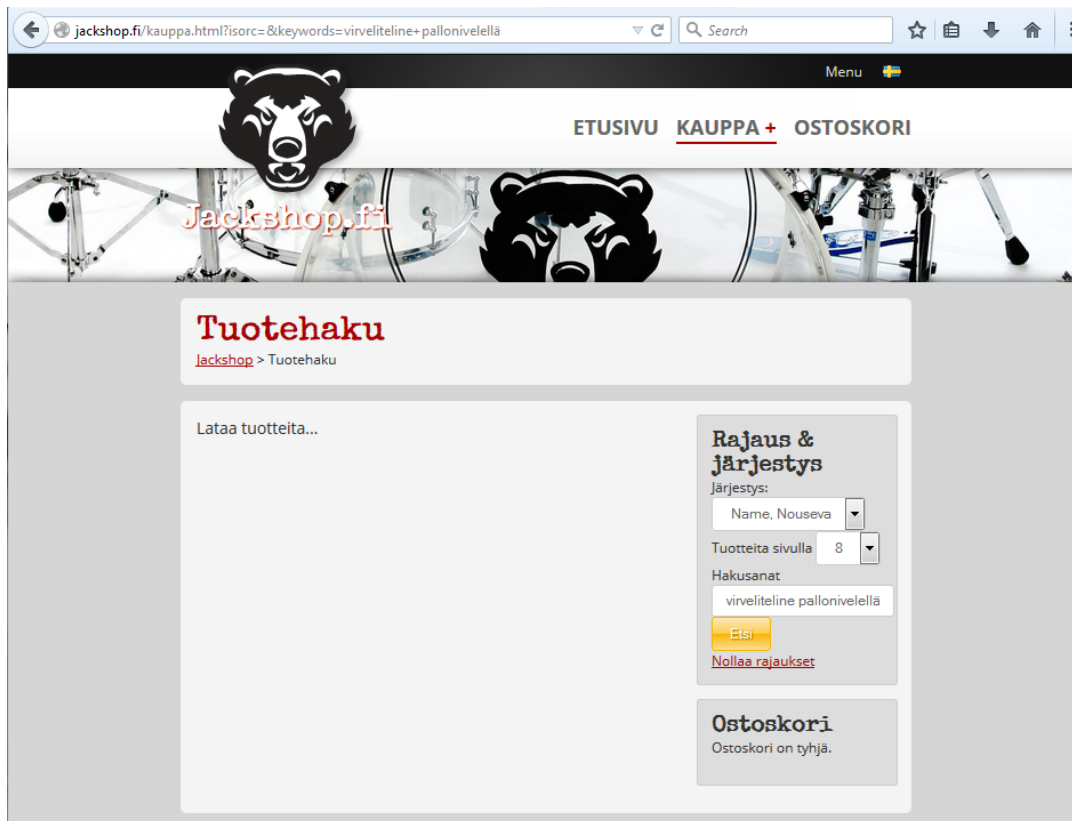 jackshop.fi/kauppa.html?isorc=&keywords=virveliteline+pallonivelellä
Search
Menu
ETUSIVU KAUPPA + OSTOSKORI
Jackshop.fi
Tuotehaku
Jackshop > Tuotehaku
Lataa tuotteita...
Rajaus &
järjestys
Järjestys:
Name, Nouseva
Tuotteita sivulla 8
Hakusanat
virveliteline pallonivelellä
Etsi
Nollaa rajaukset
Ostoskori
Ostoskori on tyhjä.